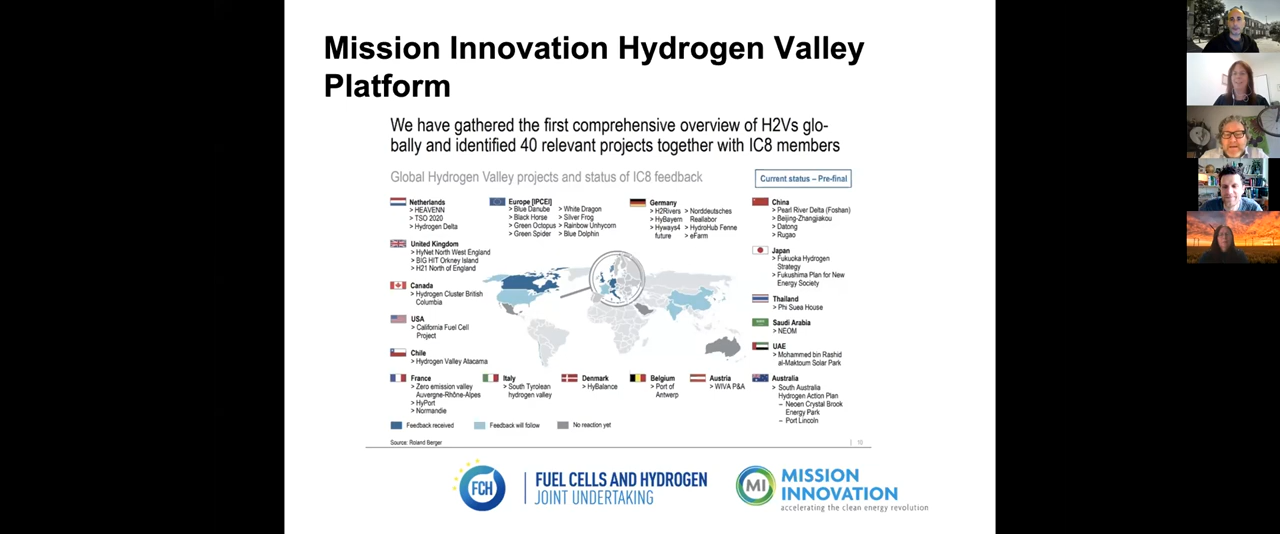 Mission Innovation Hydrogen Valley
Platform
We have gathered the first comprehensive overview of H2Vs glo-
bally and identified 40 relevant projects together with IC8 members
Global Hydrogen Valley projects and status of IC8 feedback
Current status – Pre-final
Netherlands
> HEAVENN
> TSO 2020
> Hydrogen Delta
Europe [IPCEI]
> Blue Danube
> Black Horse
> Green Octopus
> Green Spider
> White Dragon
> Silver Frog
> Rainbow Unhycorn
> Blue Dolphin
Germany
> H2Rivers
> HyBayern
> Hyways4
future
> Norddeutsches
Reallabor
> HydroHub Fenne
> eFarm
China
> Pearl River Delta (Foshan)
> Beijing-Zhangjiakou
> Datong
> Rugao
United Kingdom
> HyNet North West England
> BIG HIT Orkney Island
> H21 North of England
Japan
> Fukuoka Hydrogen
Strategy
> Fukushima Plan for New
Energy Society
Canada
> Hydrogen Cluster British
Columbia
Thailand
> Phi Suea House
USA
> California Fuel Cell
Project
Saudi Arabia
> NEOM
Chile
> Hydrogen Valley Atacama
UAE
> Mohammed bin Rashid
al-Maktoum Solar Park
France
> Zero emission valley
Auvergne-Rhône-Alpes
> HyPort
> Normandie
Italy
> South Tyrolean
hydrogen valley
Denmark
> HyBalance
Belgium
> Port of
Antwerp
Austria
> WIVA P&A
Australia
> South Australia
Hydrogen Action Plan
– Neoen Crystal Brook
Energy Park
– Port Lincoln
Feedback received
Feedback will follow
No reaction yet
Source: Roland Berger
10
FCH
FUEL CELLS AND HYDROGEN
JOINT UNDERTAKING
MI
MISSION
INNOVATION
accelerating the clean energy revolution